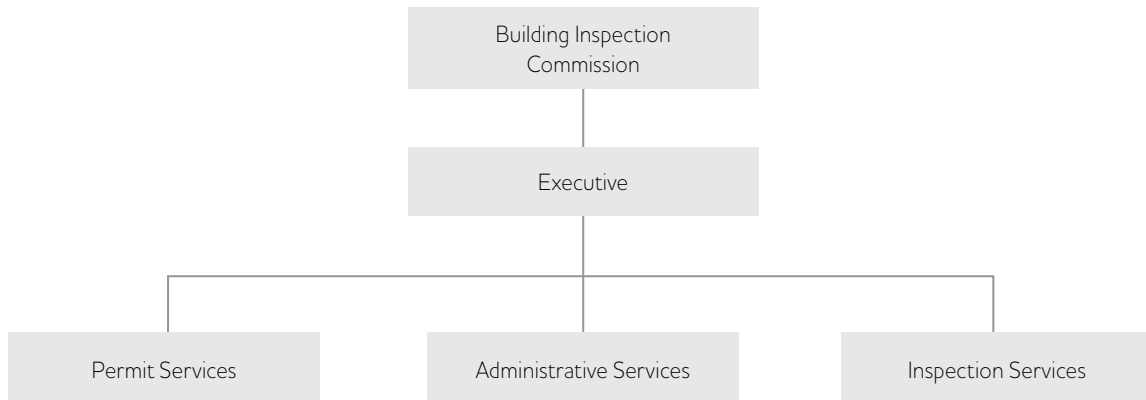 Building Inspection
Commission
Executive
Permit Services
Administrative Services
Inspection Services